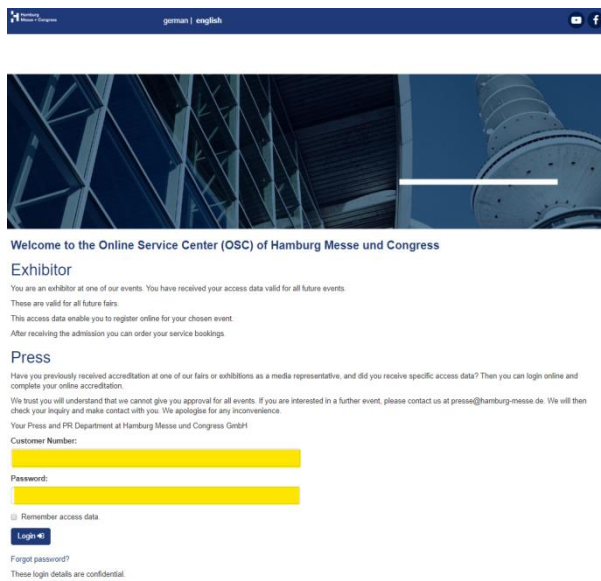 Hamburg
Messe + Congress
german | english
Welcome to the Online Service Center (OSC) of Hamburg Messe und Congress
Exhibitor
You are an exhibitor at one of our events. You have received your access data valid for all future events.
These are valid for all future fairs.
This access data enable you to register online for your chosen event.
After receiving the admission you can order your service bookings.
Press
Have you previously received accreditation at one of our fairs or exhibitions as a media representative, and did you receive specific access data? Then you can login online and
complete your online accreditation.
We trust you will understand that we cannot give you approval for all events. If you are interested in a further event, please contact us at presse@hamburg-messe.de. We will then
check your inquiry and make contact with you. We apologise for any inconvenience.
Your Press and PR Department at Hamburg Messe und Congress GmbH
Customer Number:
Password:
Remember access data.
Login
Forgot password?
These login details are confidential.